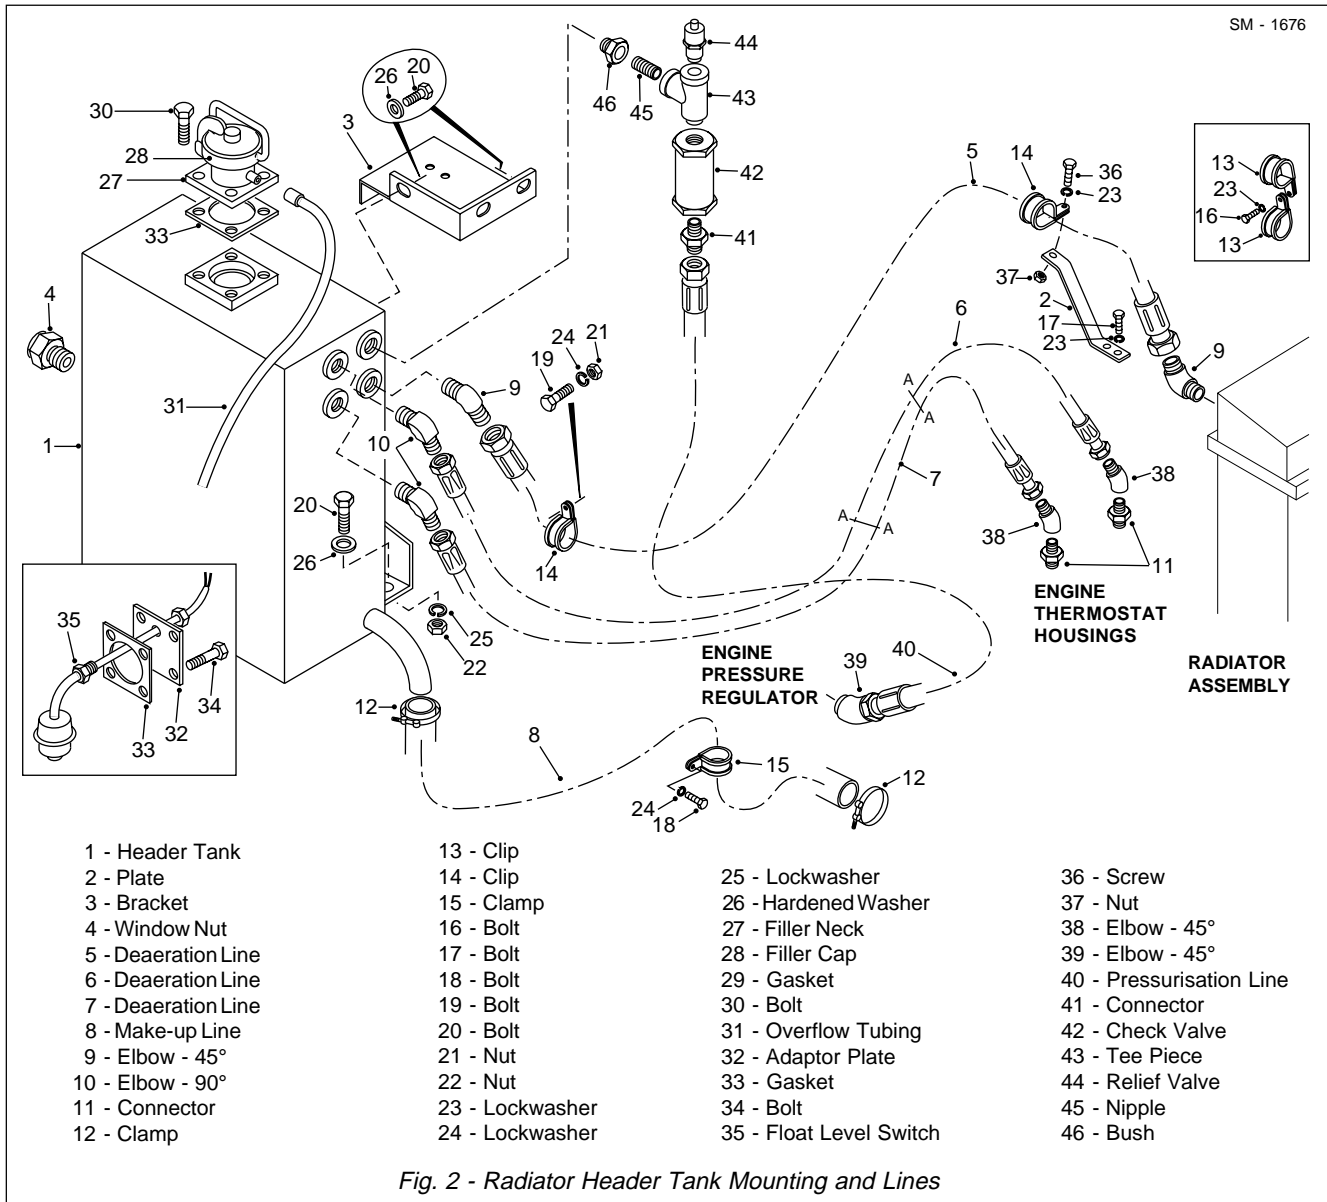 SM - 1676
44
20
26
46
45
43
30
3
28
27
42
5
14
36
23
13
23
16
13
33
41
4
37
2
17
23
6
9
21
24
19
9
31
1
10
7
A
A
A
A
38
38
11
20
26
14
35
34
32
33
25
22
12
ENGINE
THERMOSTAT
HOUSINGS
ENGINE
PRESSURE
REGULATOR
39
40
RADIATOR
ASSEMBLY
8
15
24
18
12
1 - Header Tank
2 - Plate
3 - Bracket
4 - Window Nut
5 - Deaeration Line
6 - Deaeration Line
7 - Deaeration Line
8 - Make-up Line
9 - Elbow - 45°
10 - Elbow - 90°
11 - Connector
12 - Clamp
13 - Clip
14 - Clip
15 - Clamp
16 - Bolt
17 - Bolt
18 - Bolt
19 - Bolt
20 - Bolt
21 - Nut
22 - Nut
23 - Lockwasher
24 - Lockwasher
25 - Lockwasher
26 - Hardened Washer
27 - Filler Neck
28 - Filler Cap
29 - Gasket
30 - Bolt
31 - Overflow Tubing
32 - Adaptor Plate
33 - Gasket
34 - Bolt
35 - Float Level Switch
36 - Screw
37 - Nut
38 - Elbow - 45°
39 - Elbow - 45°
40 - Pressurisation Line
41 - Connector
42 - Check Valve
43 - Tee Piece
44 - Relief Valve
45 - Nipple
46 - Bush
Fig. 2 - Radiator Header Tank Mounting and Lines